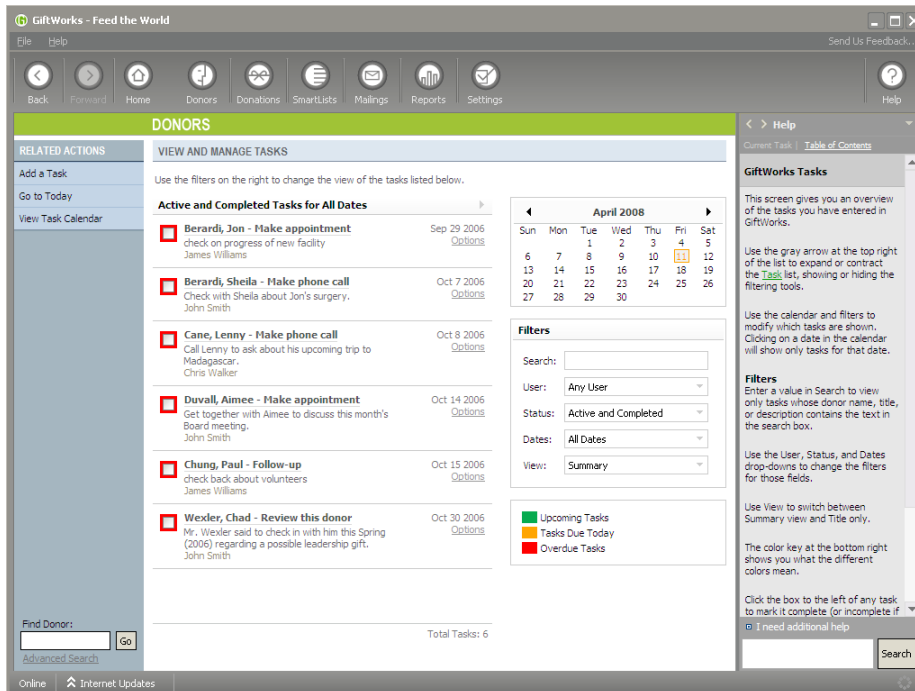 GiftWorks - Feed the World
File Help
Send Us Feedback...
Back Forward Home Donors Donations SmartLists Mailings Reports Settings Help
DONORS
RELATED ACTIONS
Add a Task
Go to Today
View Task Calendar
VIEW AND MANAGE TASKS
Use the filters on the right to change the view of the tasks listed below.
Active and Completed Tasks for All Dates
Berardi, Jon - Make appointment Sep 29 2006
check on progress of new facility Options
James Williams
Berardi, Sheila - Make phone call Oct 7 2006
Check with Sheila about Jon's surgery. Options
John Smith
Cane, Lenny - Make phone call Oct 8 2006
Call Lenny to ask about his upcoming trip to Options
Madagascar.
Chris Walker
Duvall, Aimee - Make appointment Oct 14 2006
Get together with Aimee to discuss this month's Options
Board meeting.
John Smith
Chung, Paul - Follow-up Oct 15 2006
check back about volunteers Options
James Williams
Wexler, Chad - Review this donor Oct 30 2006
Mr. Wexler said to check in with him this Spring Options
(2006) regarding a possible leadership gift.
John Smith
Total Tasks: 6
April 2008
Sun Mon Tue Wed Thu Fri Sat
1 2 3 4 5
6 7 8 9 10 11 12
13 14 15 16 17 18 19
20 21 22 23 24 25 26
27 28 29 30
Filters
Search:
User: Any User
Status: Active and Completed
Dates: All Dates
View: Summary
Upcoming Tasks
Tasks Due Today
Overdue Tasks
Help
Current Task | Table of Contents
GiftWorks Tasks
This screen gives you an overview
of the tasks you have entered in
GiftWorks.
Use the gray arrow at the top right
of the list to expand or contract
the Task list, showing or hiding the
filtering tools.
Use the calendar and filters to
modify which tasks are shown.
Clicking on a date in the calendar
will show only tasks for that date.
Filters
Enter a value in Search to view
only tasks whose donor name, title,
or description contains the text in
the search box.
Use the User, Status, and Dates
drop-downs to change the filters
for those fields.
Use View to switch between
Summary view and Title only.
The color key at the bottom right
shows you what the different
colors mean.
Click the box to the left of any task
to mark it complete (or incomplete if
I need additional help
Search
Find Donor:
Go
Advanced Search
Online Internet Updates